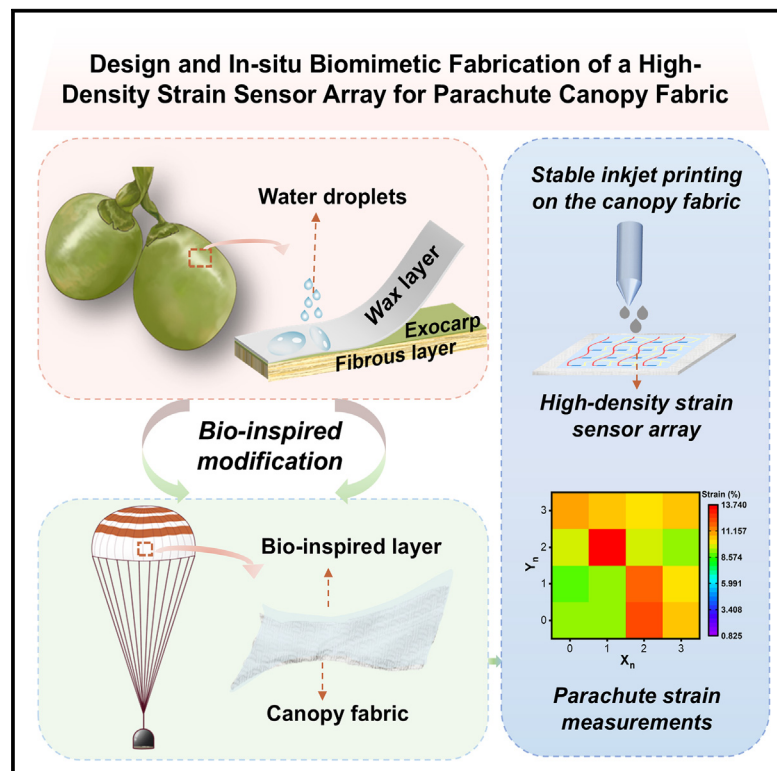 Design and In-situ Biomimetic Fabrication of a High-
Density Strain Sensor Array for Parachute Canopy Fabric
Water droplets
Wax layer
Exocarp
Fibrous layer
Bio-inspired
modification
Bio-inspired layer
Canopy fabric
Stable inkjet printing
on the canopy fabric
High-density strain
sensor array
Strain (%)
13.740
11.157
8.574
5.991
3.408
0.825
Yn
3
2
1
0
0 1 2 3
Xn
Parachute strain
measurements